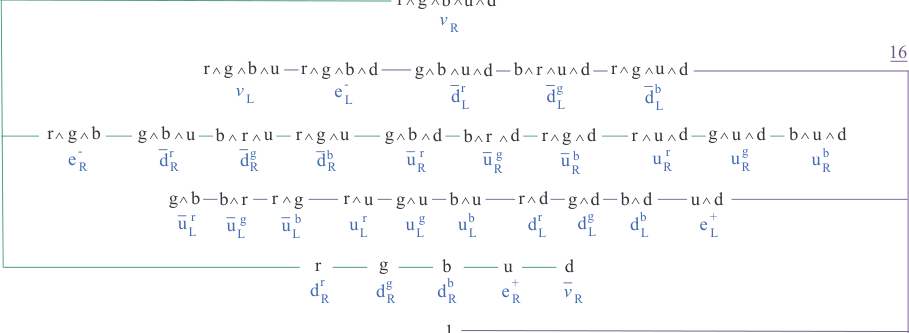 r∧g∧b∧u∧d
ν_R
16
r∧g∧b∧u r∧g∧b∧d g∧b∧u∧d b∧r∧u∧d r∧g∧u∧d
ν_L e⁻_L d̅^r_L d̅^g_L d̅^b_L
r∧g∧b g∧b∧u b∧r∧u r∧g∧u g∧b∧d b∧r∧d r∧g∧d r∧u∧d g∧u∧d b∧u∧d
e⁻_R d̅^r_R d̅^g_R d̅^b_R u̅^r_R u̅^g_R u̅^b_R u^r_R u^g_R u^b_R
g∧b b∧r r∧g r∧u g∧u b∧u r∧d g∧d b∧d u∧d
u̅^r_L u̅^g_L u̅^b_L u^r_L u^g_L u^b_L d^r_L d^g_L d^b_L e⁺_L
r g b u d
d^r_R d^g_R d^b_R e⁺_R ν̅_R
1